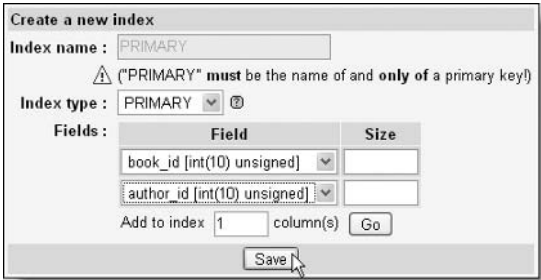 Create a new index
Index name : PRIMARY
("PRIMARY" must be the name of and only of a primary key!)
Index type : PRIMARY
Fields : Field Size
book_id [int(10) unsigned]
author_id [int(10) unsigned]
Add to index 1 column(s) Go
Save